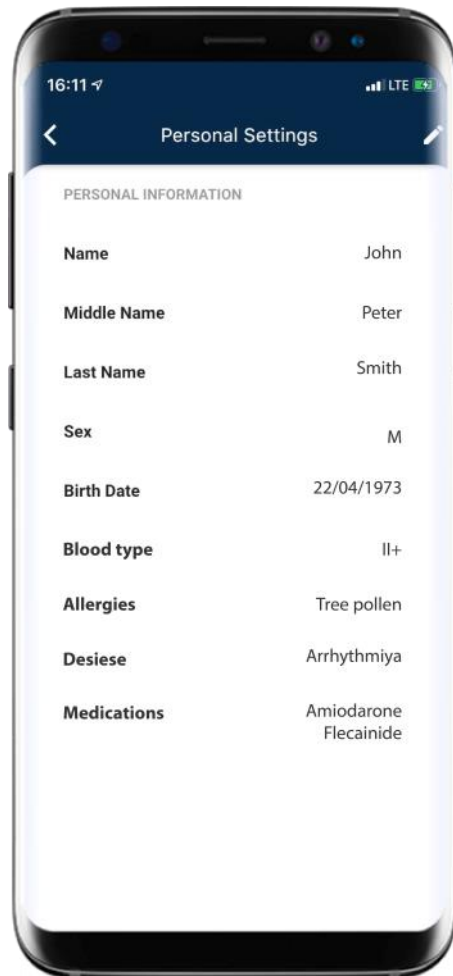 16:11
LTE
Personal Settings
PERSONAL INFORMATION
Name John
Middle Name Peter
Last Name Smith
Sex M
Birth Date 22/04/1973
Blood type II+
Allergies Tree pollen
Desiese Arrhythmiya
Medications Amiodarone
Flecainide